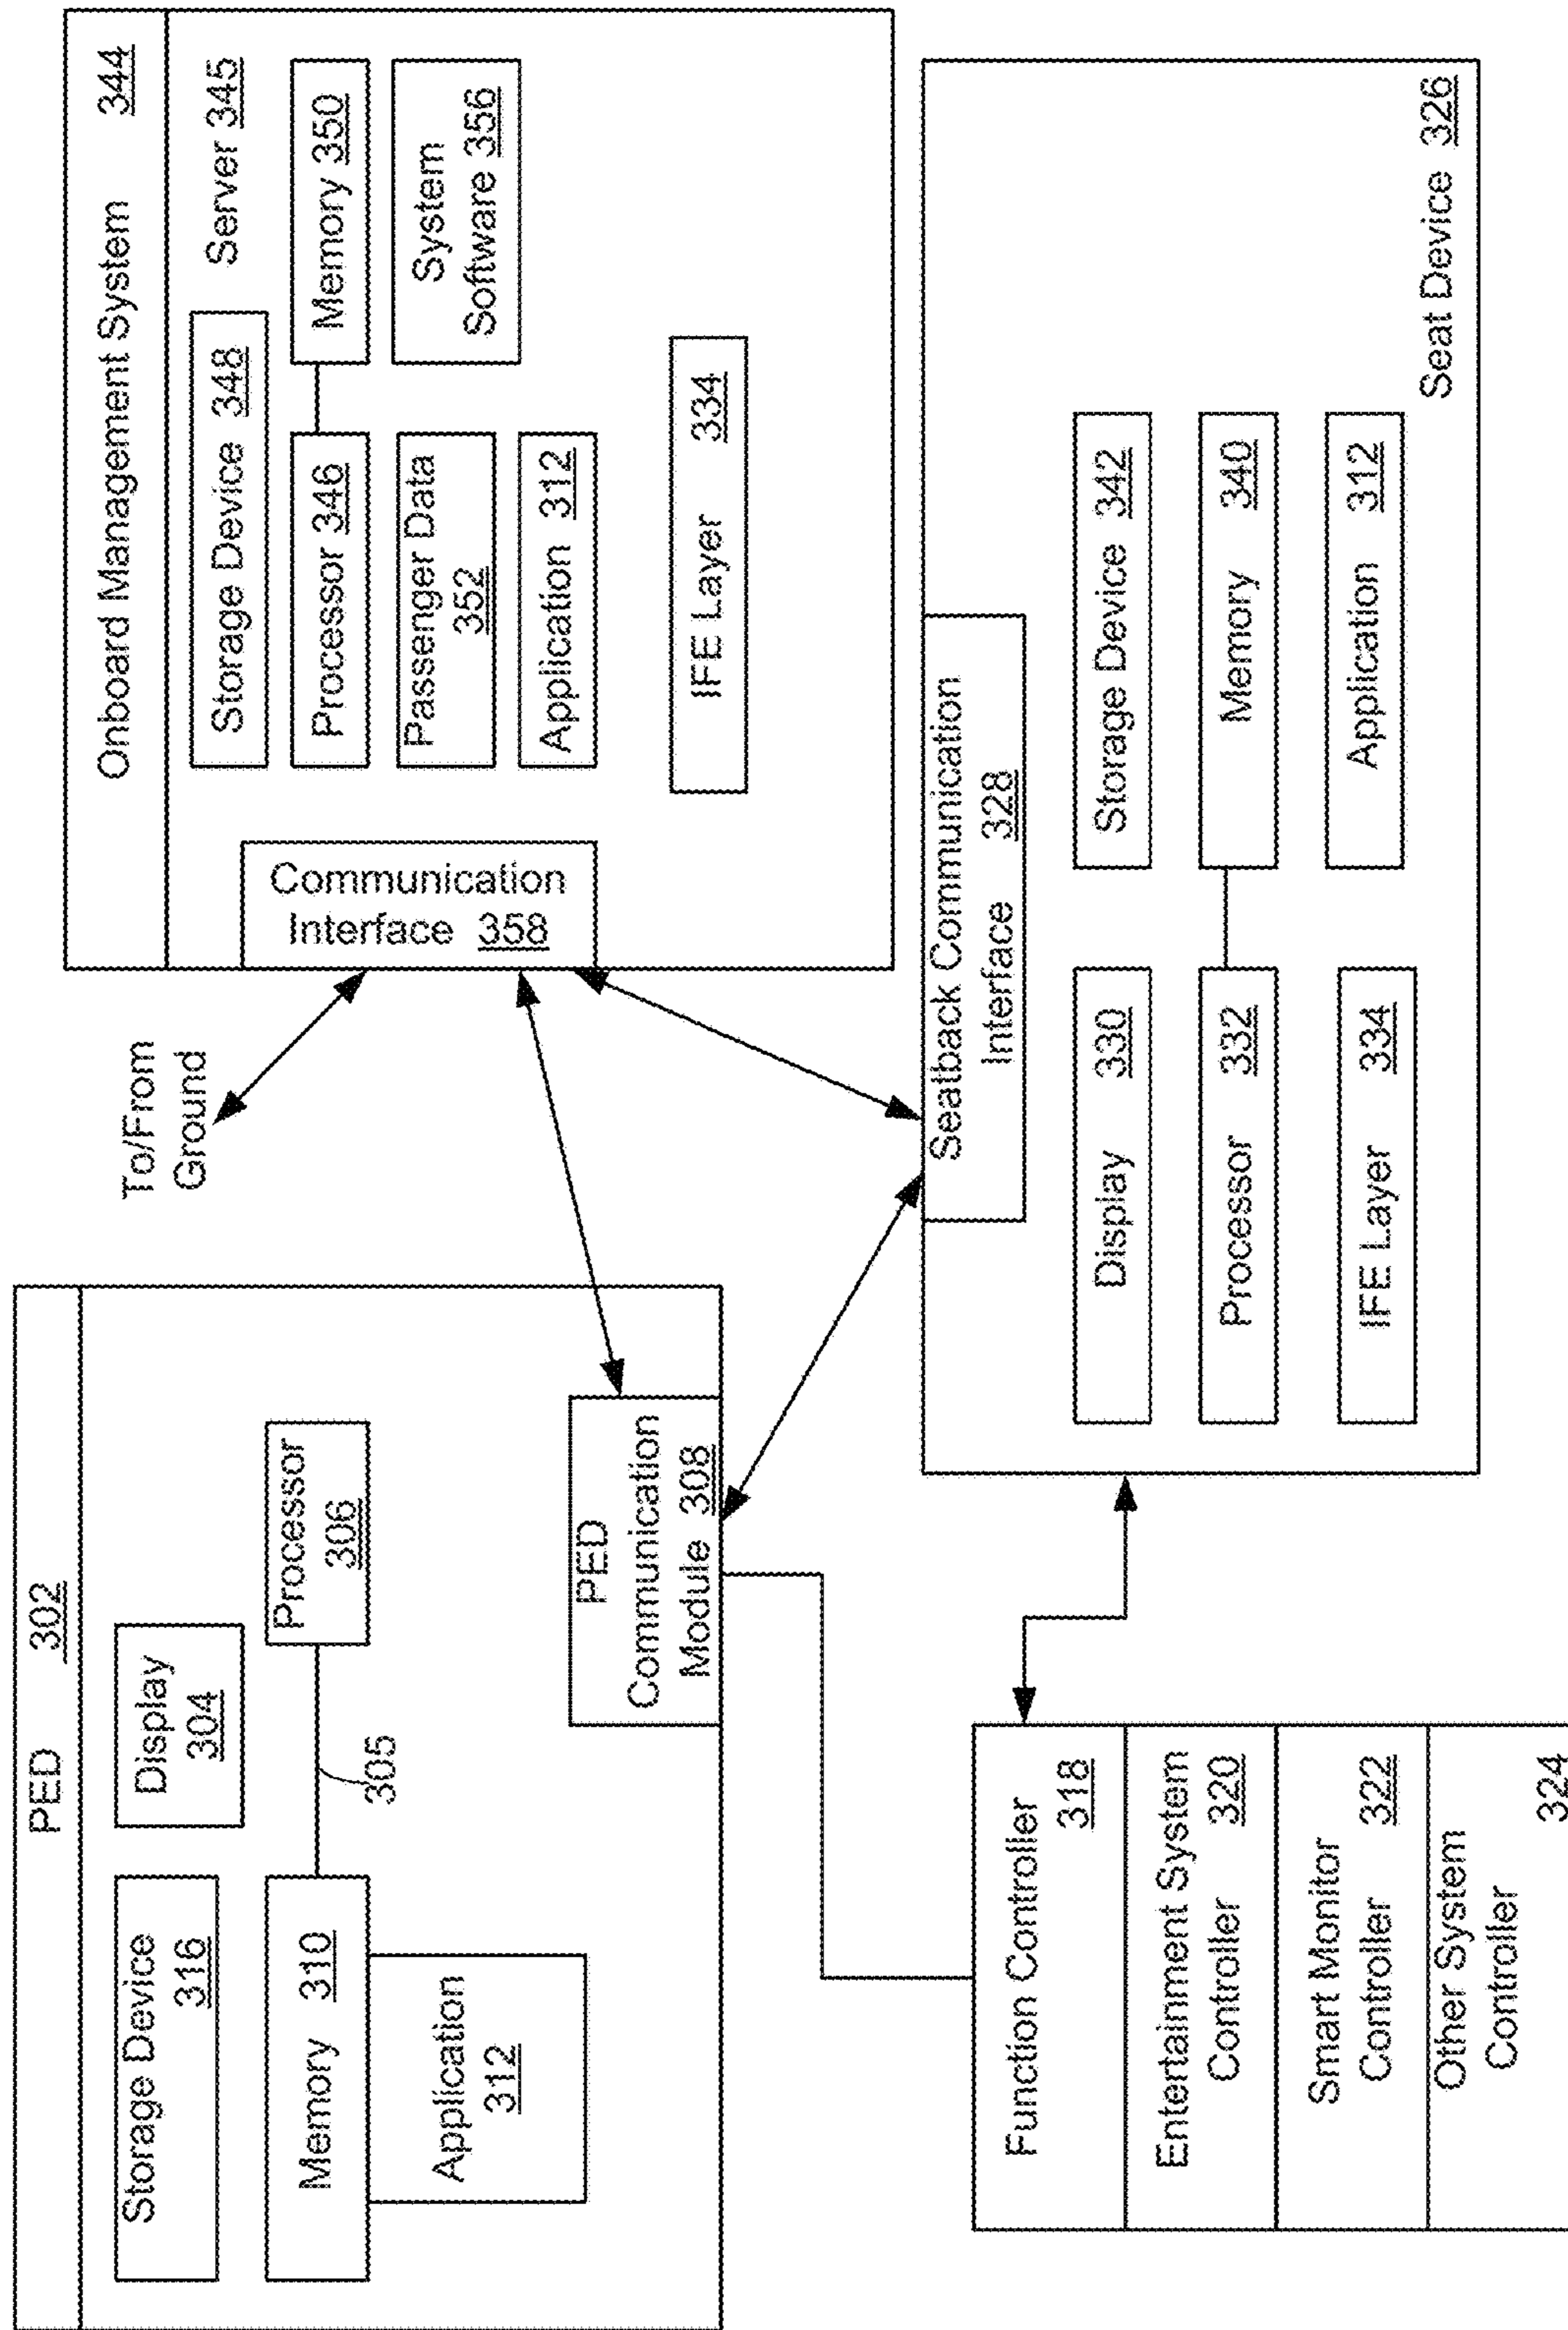 PED 302
Storage Device
316
Display
304
Memory 310
305
Processor
306
Application
312
PED
Communication
Module 308
To/From
Ground
Onboard Management System 344
Server 345
Storage Device 348
Processor 346
Memory 350
Passenger Data
352
System
Software 356
Application 312
IFE Layer 334
Communication
Interface 358
Function Controller
318
Entertainment System
Controller 320
Smart Monitor
Controller 322
Other System
Controller 324
Seatback Communication
Interface 328
Display 330
Storage Device 342
Processor 332
Memory 340
IFE Layer 334
Application 312
Seat Device 326